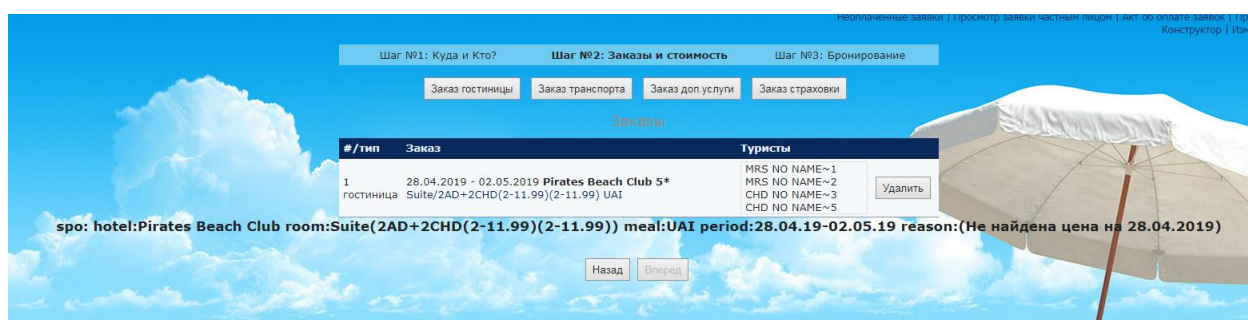 Неоплаченные заявки | Просмотр заявки частным лицом | Акт об оплате заявок |
Конструктор |
Шаг №1: Куда и Кто? Шаг №2: Заказы и стоимость Шаг №3: Бронирование
Заказ гостиницы Заказ транспорта Заказ доп.услуги Заказ страховки
Заказы
#/тип Заказ Туристы
1 гостиница
28.04.2019 - 02.05.2019 Pirates Beach Club 5*
Suite/2AD+2CHD(2-11.99)(2-11.99) UAI
MRS NO NAME~1
MRS NO NAME~2
CHD NO NAME~3
CHD NO NAME~5
Удалить
spo: hotel:Pirates Beach Club room:Suite(2AD+2CHD(2-11.99)(2-11.99)) meal:UAI period:28.04.19-02.05.19 reason:(Не найдена цена на 28.04.2019)
Назад Вперед